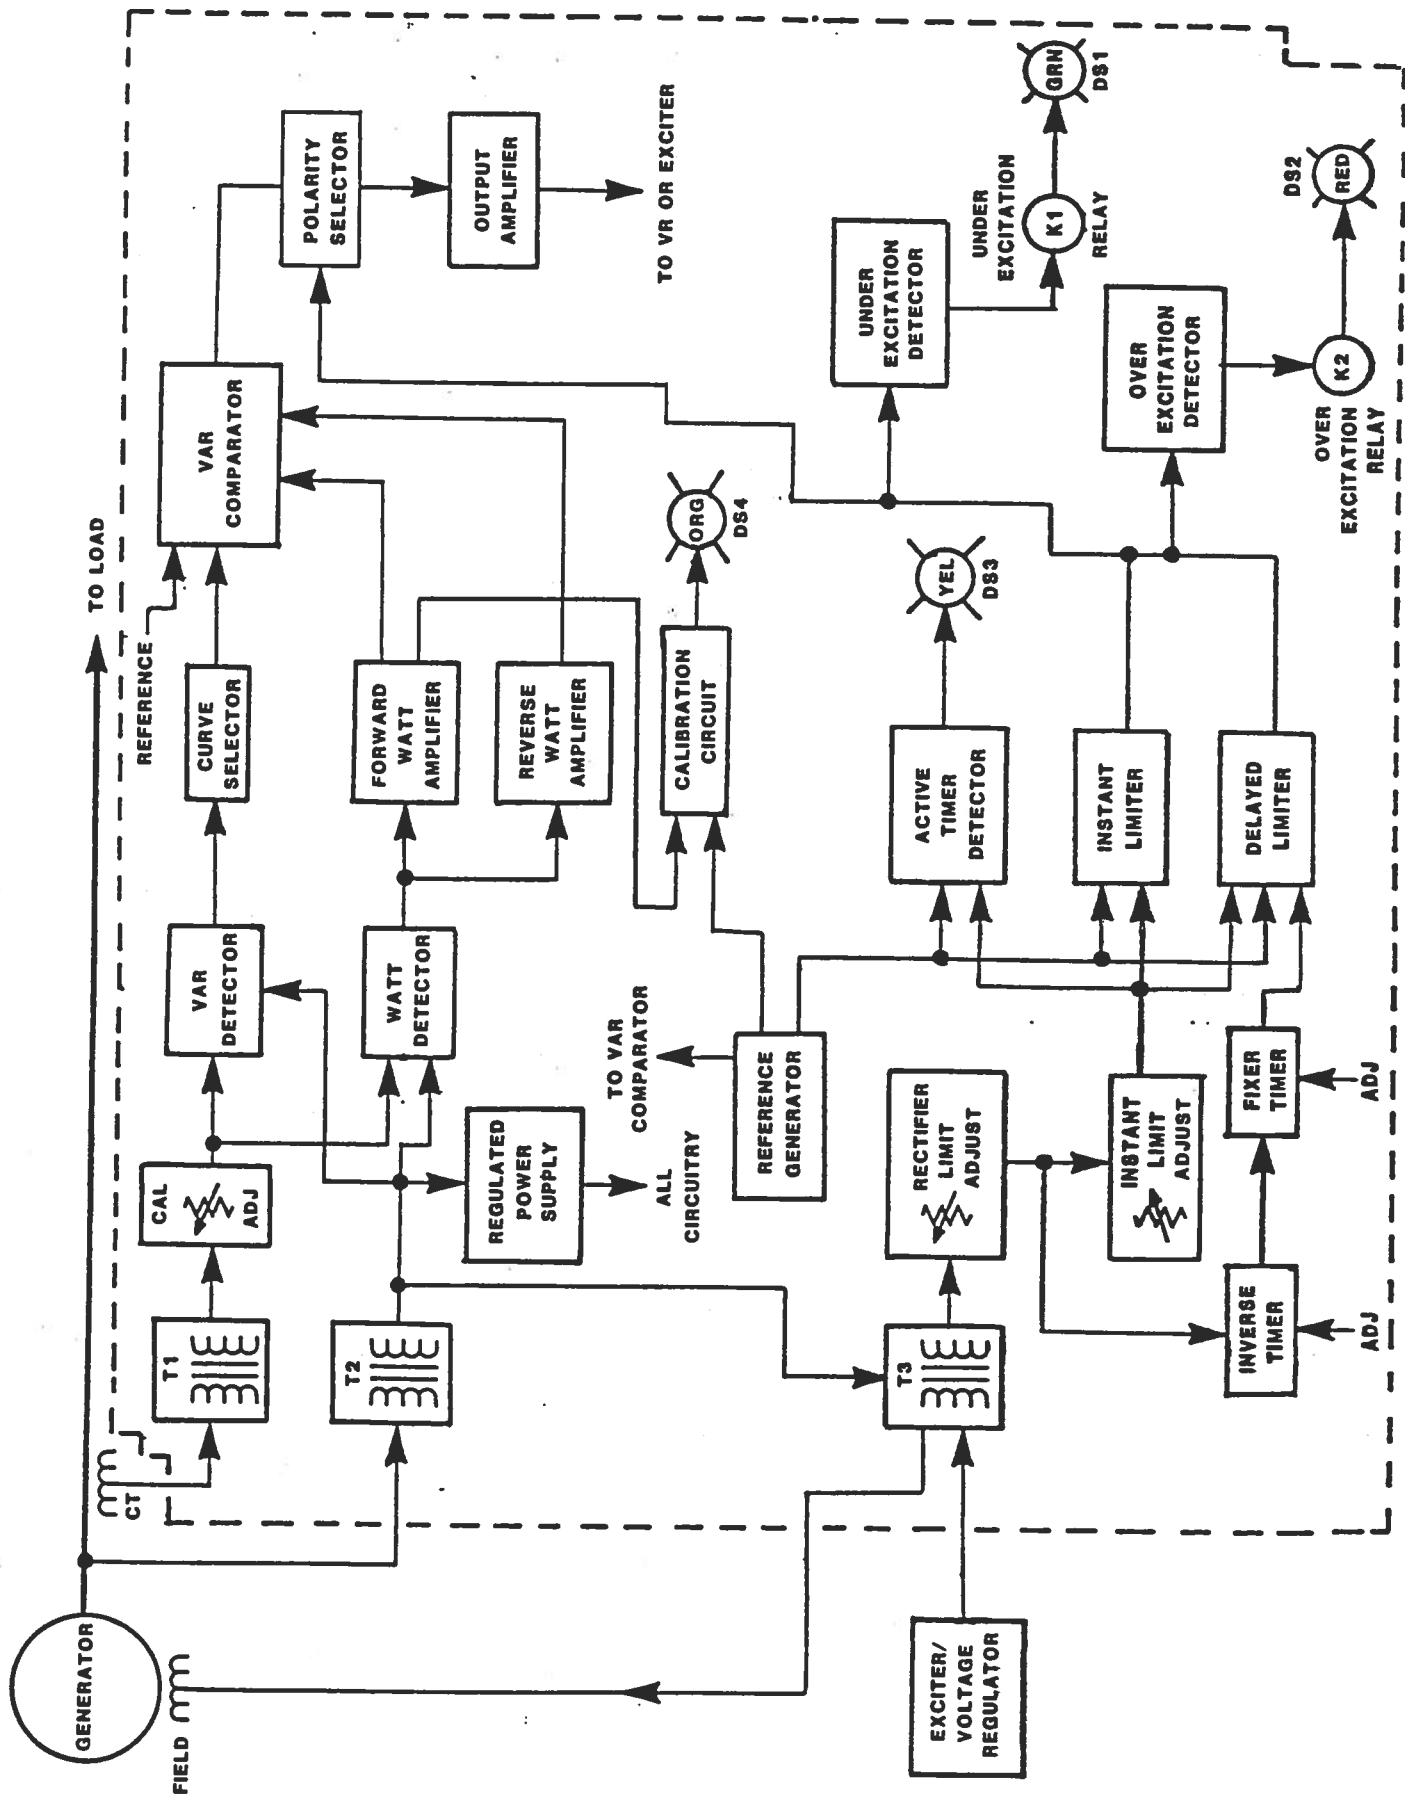 GENERATOR
FIELD
TO LOAD
CT
T1
CAL
ADJ
VAR
DETECTOR
CURVE
SELECTOR
REFERENCE
VAR
COMPARATOR
POLARITY
SELECTOR
OUTPUT
AMPLIFIER
TO VR OR EXCITER
T2
WATT
DETECTOR
FORWARD
WATT
AMPLIFIER
REVERSE
WATT
AMPLIFIER
REGULATED
POWER
SUPPLY
ALL
CIRCUITRY
TO VAR
COMPARATOR
REFERENCE
GENERATOR
CALIBRATION
CIRCUIT
ORG
DS4
EXCITER/
VOLTAGE
REGULATOR
T3
RECTIFIER
LIMIT
ADJUST
ACTIVE
TIMER
DETECTOR
YEL
DS3
UNDER
EXCITATION
DETECTOR
UNDER
EXCITATION
K1
RELAY
GRN
DS1
INSTANT
LIMIT
ADJUST
INSTANT
LIMITER
OVER
EXCITATION
DETECTOR
INVERSE
TIMER
ADJ
FIXER
TIMER
ADJ
DELAYED
LIMITER
K2
OVER
EXCITATION
RELAY
DS2
RED